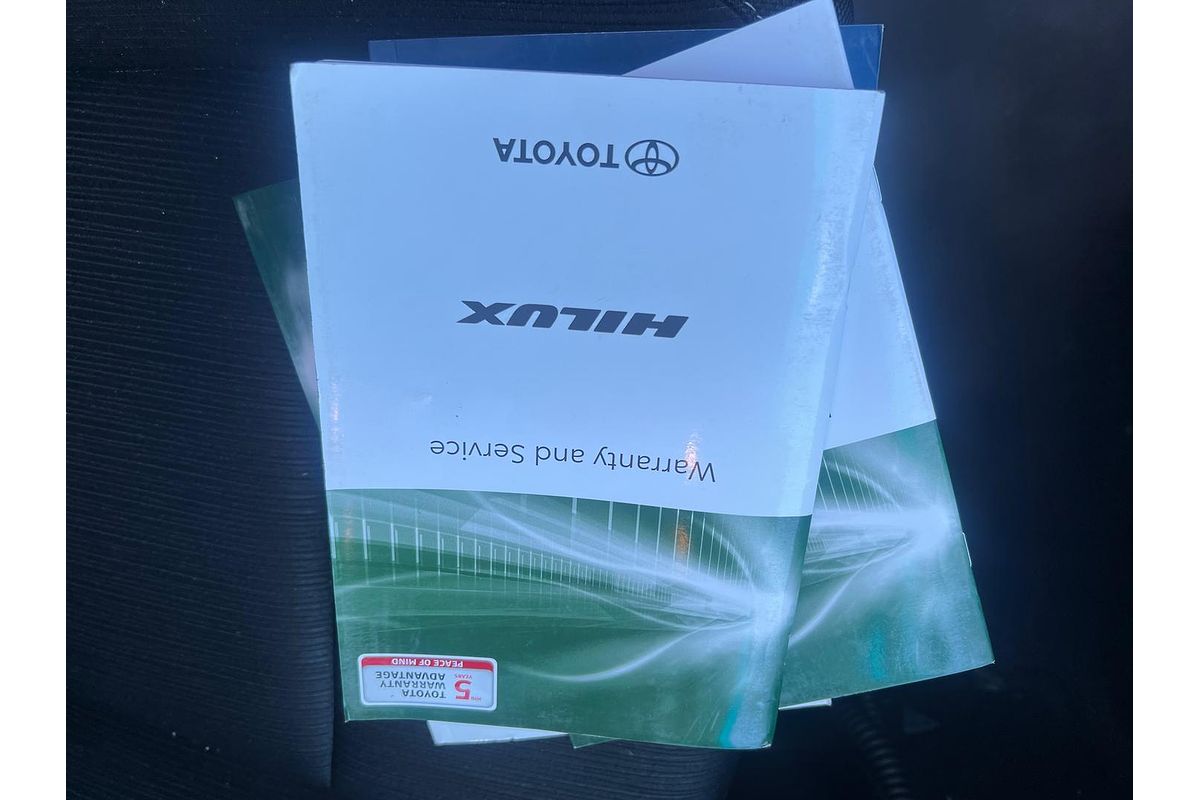 TOYOTA
HILUX
Warranty and Service
TOYOTA
WARRANTY
ADVANTAGE
5
YEARS
PEACE OF MIND